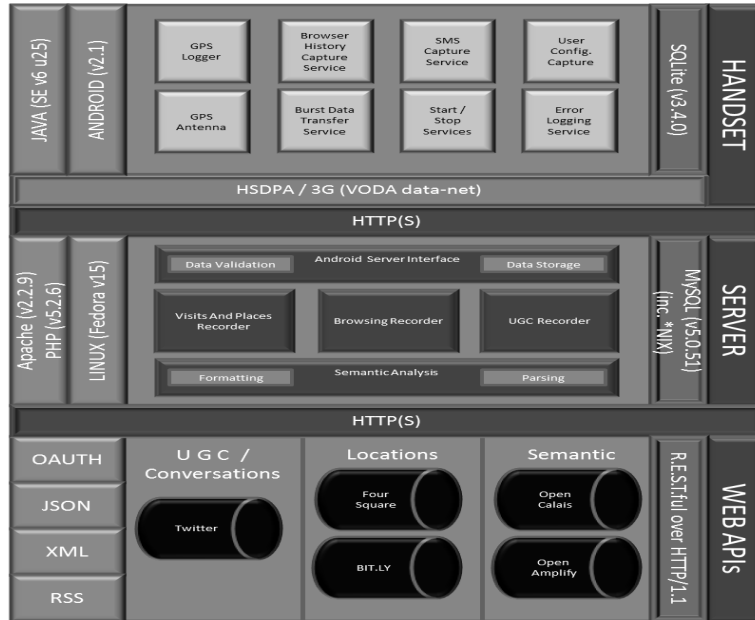 JAVA (SE v6 u25)
ANDROID (v2.1)
GPS
Logger
Browser
History
Capture
Service
SMS
Capture
Service
User
Config.
Capture
GPS
Antenna
Burst Data
Transfer
Service
Start /
Stop
Services
Error
Logging
Service
SQLite (v3.4.0)
HANDSET
HSDPA / 3G (VODA data-net)
HTTP(S)
Apache (v2.2.9)
PHP (v5.2.6)
LINUX (Fedora v15)
Data Validation
Android Server Interface
Data Storage
Visits And Places
Recorder
Browsing Recorder
UGC Recorder
Formatting
Semantic Analysis
Parsing
MySQL (v5.0.51)
(inc. *NIX)
SERVER
HTTP(S)
OAUTH
JSON
XML
RSS
U G C /
Conversations
Twitter
Locations
Four
Square
BIT.LY
Semantic
Open
Calais
Open
Amplify
R.E.S.T.ful over HTTP/1.1
WEB APIs